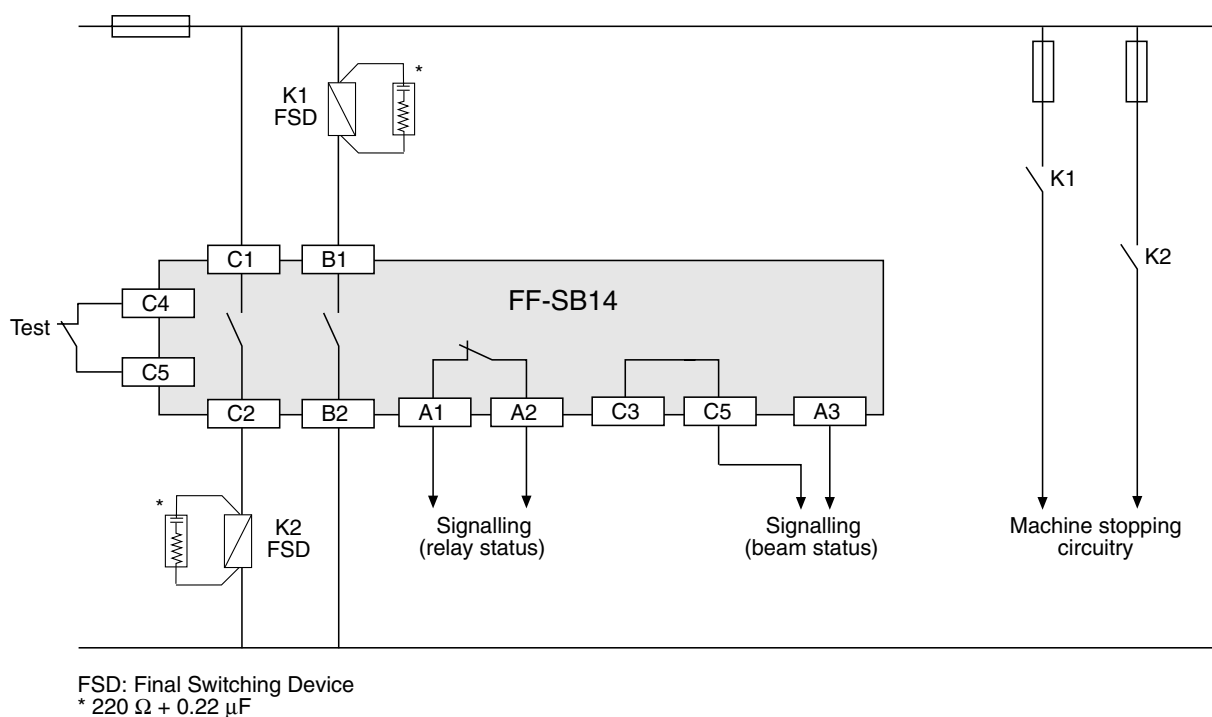 *
K1
FSD
K1
K2
C1
B1
FF-SB14
C4
Test
C5
C2
B2
A1
A2
C3
C5
A3
*
K2
FSD
Signalling
(relay status)
Signalling
(beam status)
Machine stopping
circuitry
FSD: Final Switching Device
* 220 Ω + 0.22 µF